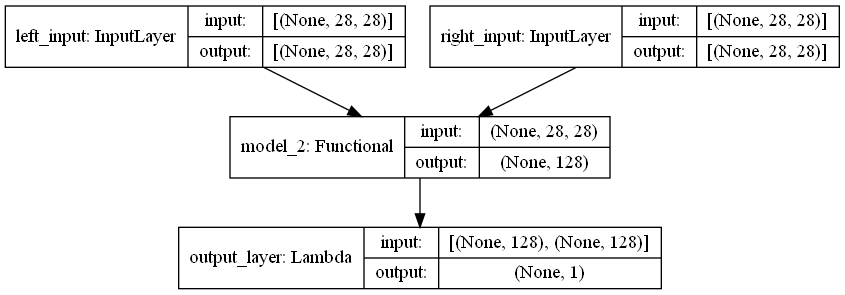 left_input: InputLayer
input: [(None, 28, 28)]
output: [(None, 28, 28)]
right_input: InputLayer
input: [(None, 28, 28)]
output: [(None, 28, 28)]
model_2: Functional
input: (None, 28, 28)
output: (None, 128)
output_layer: Lambda
input: [(None, 128), (None, 128)]
output: (None, 1)